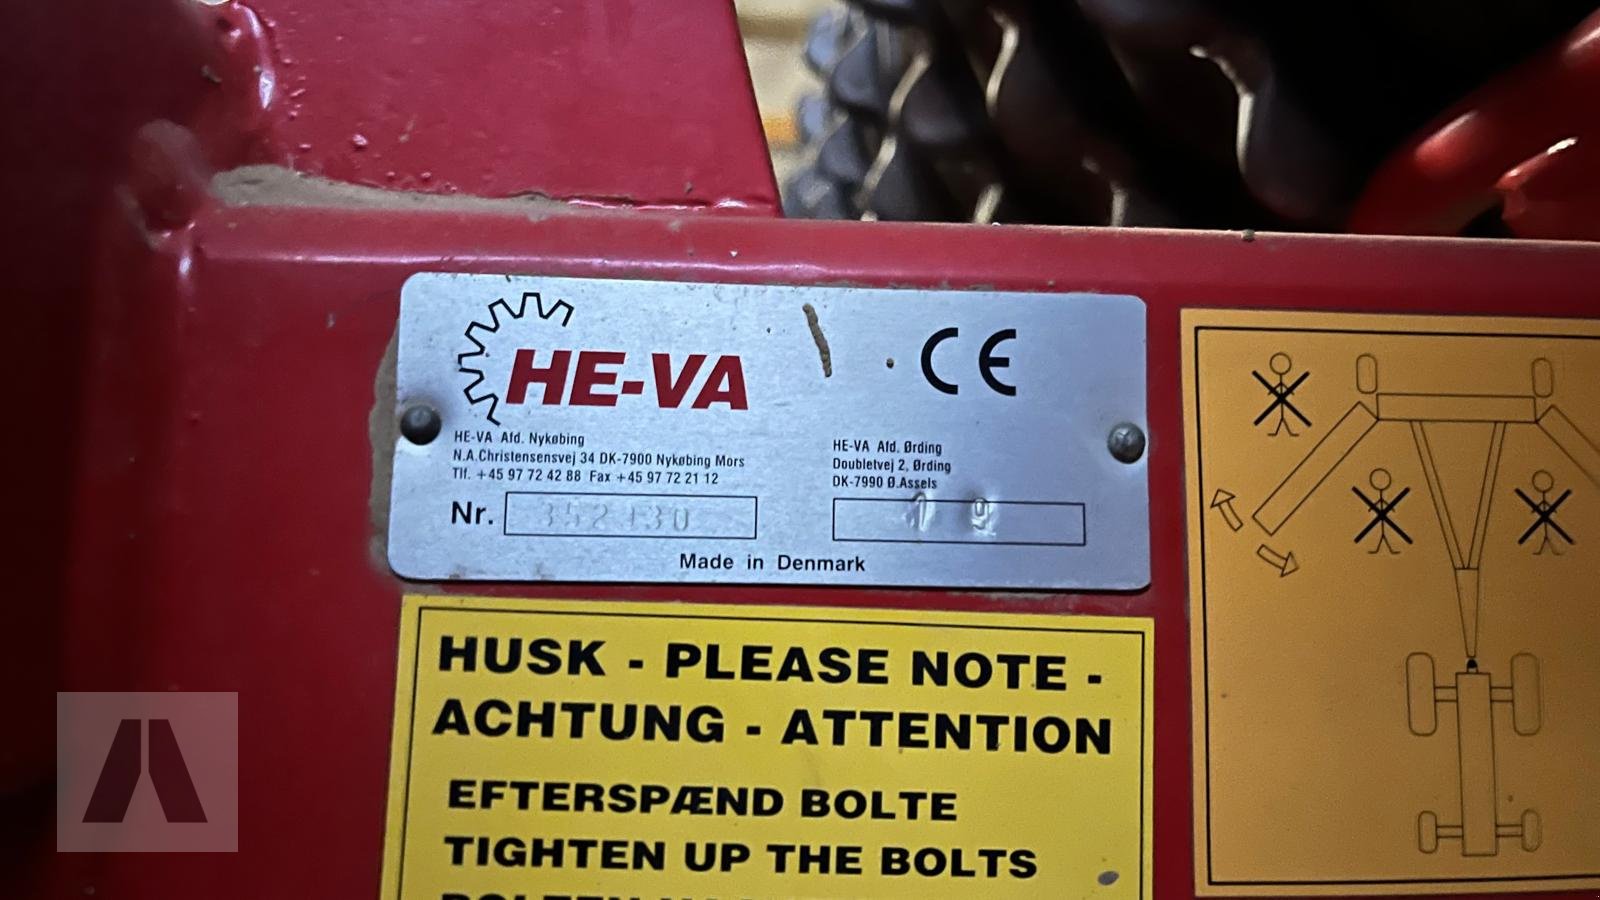 HE-VA
CE
HE-VA Afd. Nykøbing
N.A.Christensensvej 34 DK-7900 Nykøbing Mors
Tlf. +45 97 72 42 88 Fax +45 97 72 21 12
HE-VA Afd. Ørding
Doubletvej 2, Ørding
DK-7990 Ø.Assels
Nr.
19
Made in Denmark
HUSK - PLEASE NOTE -
ACHTUNG - ATTENTION
EFTERSPÆND BOLTE
TIGHTEN UP THE BOLTS